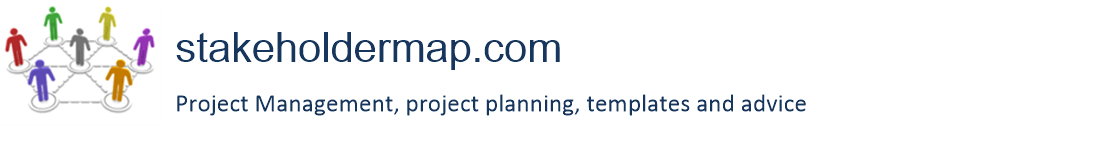 stakeholdermap.com
Project Management, project planning, templates and advice